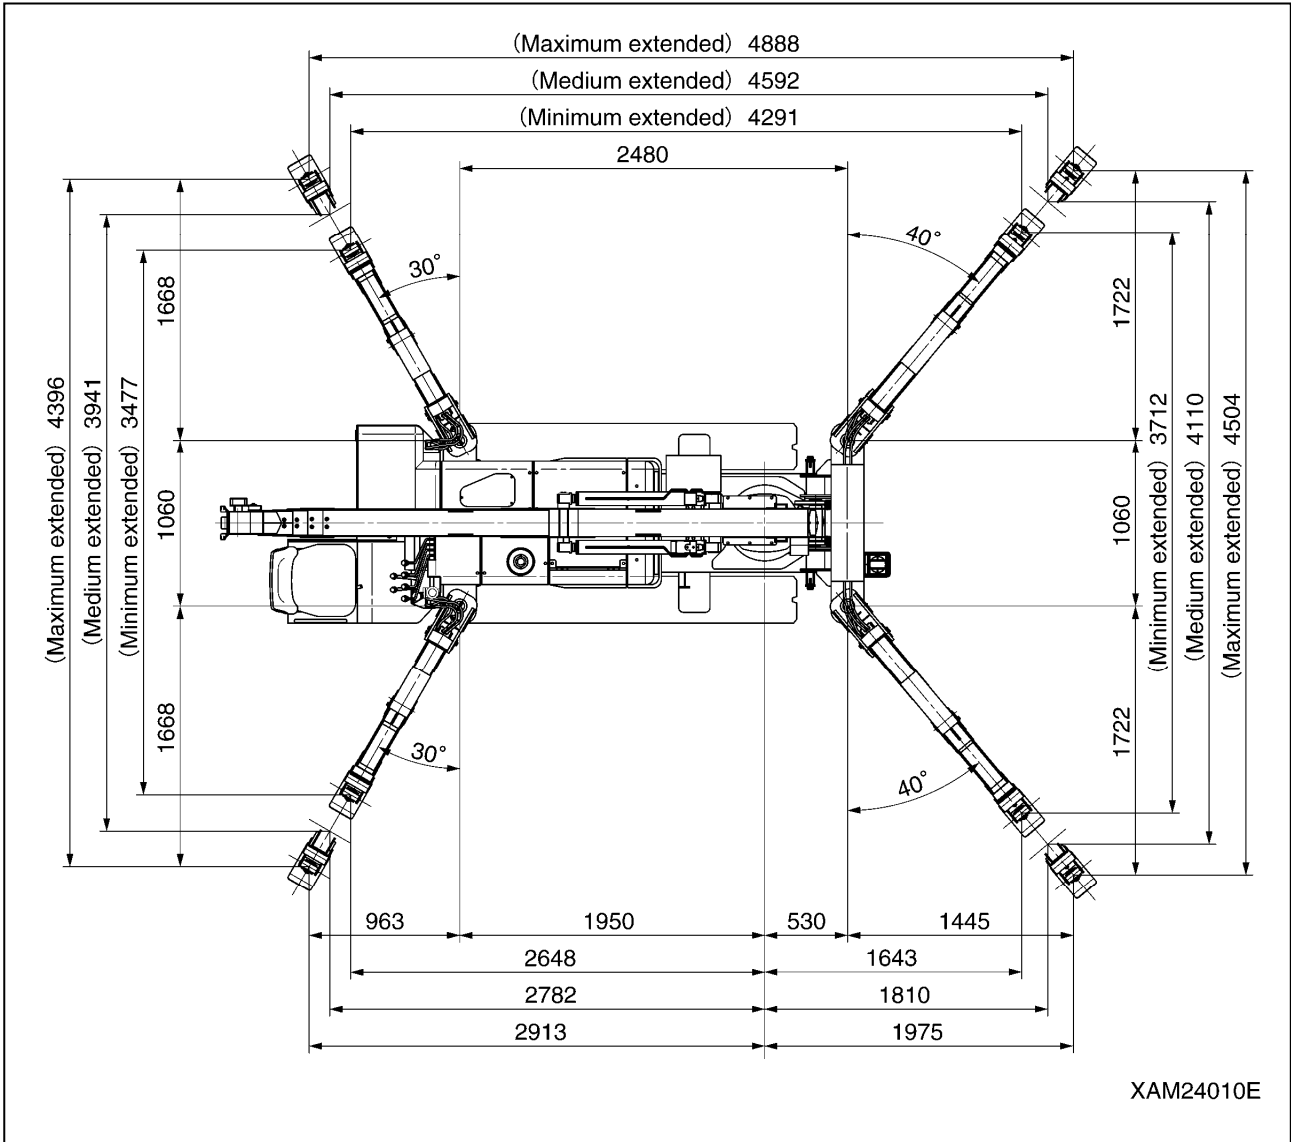 (Maximum extended) 4888
(Medium extended) 4592
(Minimum extended) 4291
2480
30°
40°
1668
1722
(Maximum extended) 4396
(Medium extended) 3941
(Minimum extended) 3477
1060
1060
(Minimum extended) 3712
(Medium extended) 4110
(Maximum extended) 4504
1668
1722
30°
40°
963
1950
530
1445
2648
1643
2782
1810
2913
1975
XAM24010E